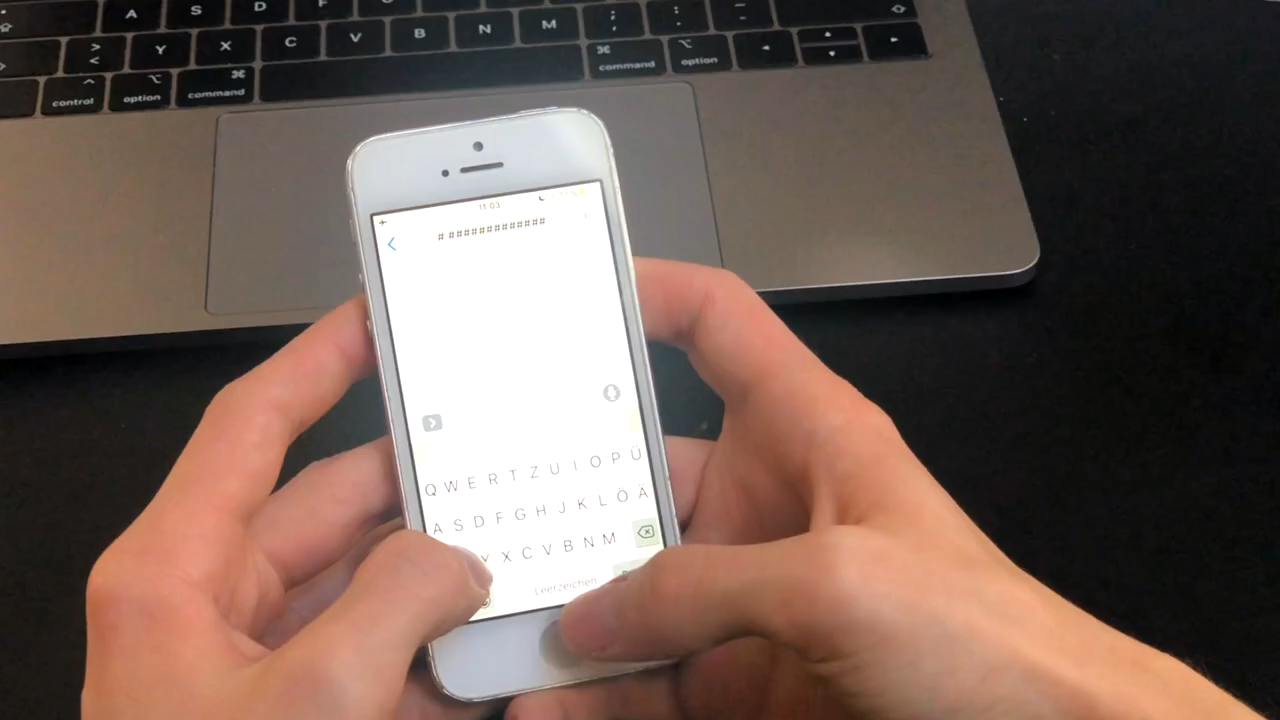 A S D F
> Y X C V B N M ; :
<
control option command command option
11:03
# #############
Q W E R T Z U I O P Ü
A S D F G H J K L Ö Ä
Y X C V B N M
Leerzeichen